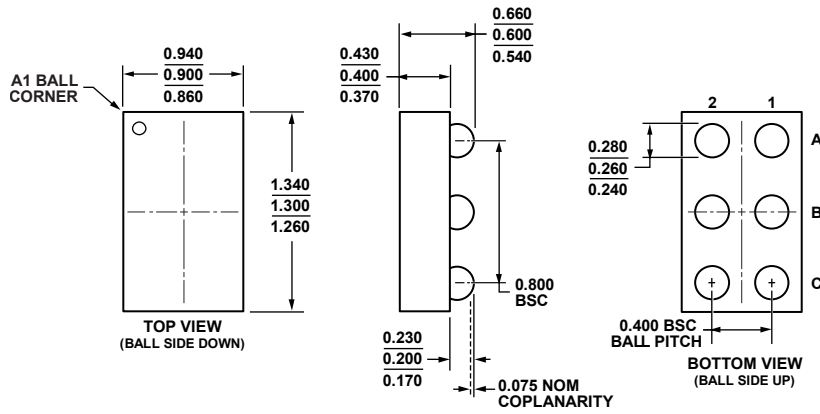 A1 BALL
CORNER
0.940
0.900
0.860
1.340
1.300
1.260
TOP VIEW
(BALL SIDE DOWN)
0.660
0.600
0.540
0.430
0.400
0.370
0.800
BSC
0.230
0.200
0.170
0.075 NOM
COPLANARITY
2 1
A
B
C
0.280
0.260
0.240
0.400 BSC
BALL PITCH
BOTTOM VIEW
(BALL SIDE UP)